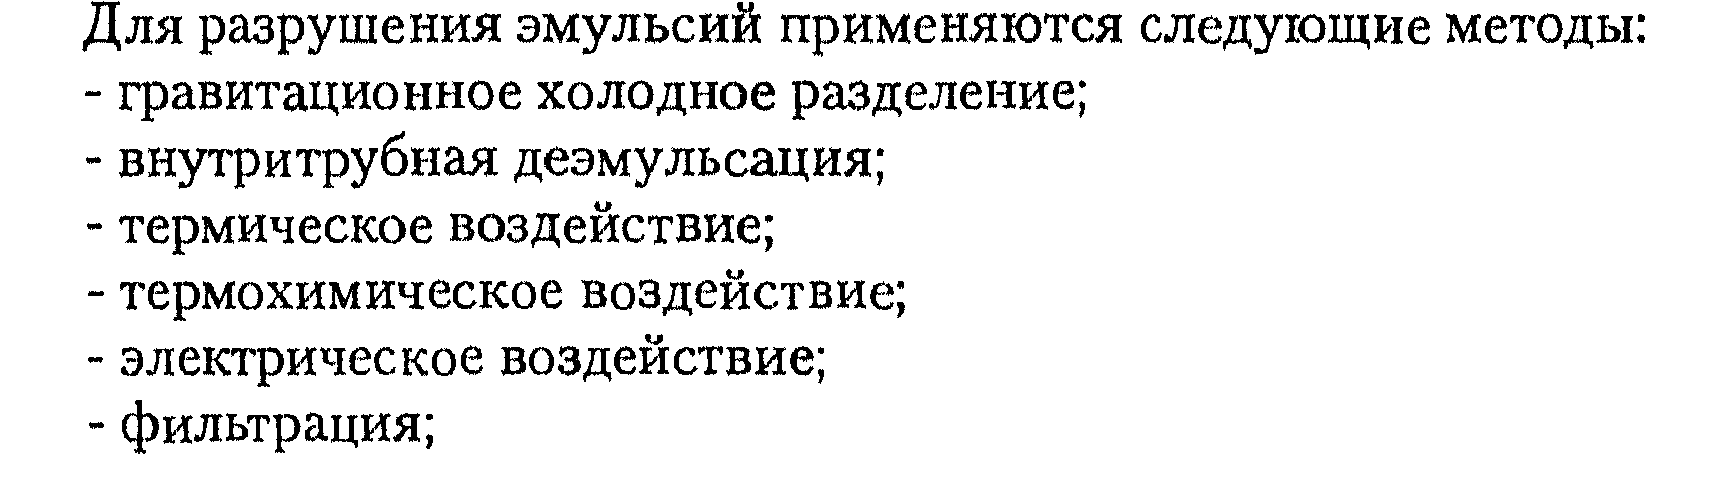 Для разрушения эмульсий применяются следующие методы:
- гравитационное холодное разделение;
- внутритрубная деэмульсация;
- термическое воздействие;
- термохимическое воздействие;
- электрическое воздействие;
- фильтрация;